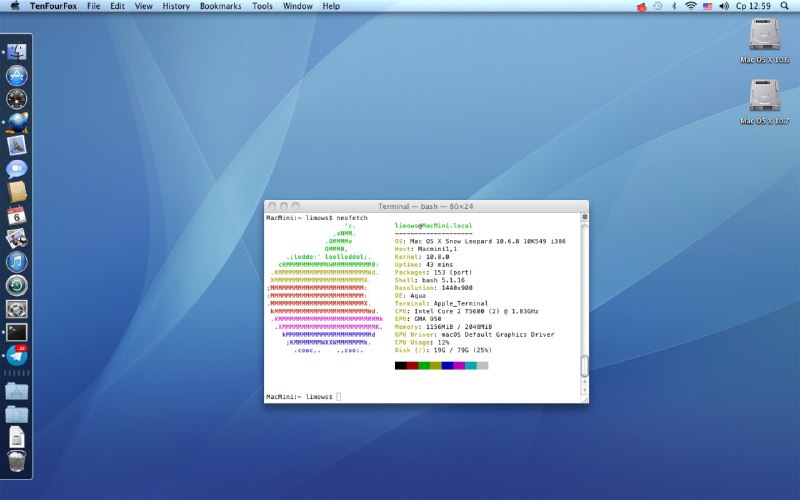 TenFourFox File Edit View History Bookmarks Tools Window Help Ср 12:59
Mac OS X 10.6
Mac OS X 10.7
6
Terminal — bash — 80×24
MacMini:~ limows$ neofetch
'c.
,xNMM.
.OMMMMo
OMMM0,
.;loddo:' loolloddol;.
cKMMMMMMMMMMNWMMMMMMMMMM0:
.KMMMMMMMMMMMMMMMMMMMMMMMWd.
XMMMMMMMMMMMMMMMMMMMMMMMX.
;MMMMMMMMMMMMMMMMMMMMMMMM:
:MMMMMMMMMMMMMMMMMMMMMMMM:
.MMMMMMMMMMMMMMMMMMMMMMMMX.
kMMMMMMMMMMMMMMMMMMMMMMMMWd.
.XMMMMMMMMMMMMMMMMMMMMMMMMMMk
.XMMMMMMMMMMMMMMMMMMMMMMMMK.
kMMMMMMMMMMMMMMMMMMMMMMd
;KMMMMMMMWXXWMMMMMMMk.
.cooc,. .,coo:.
limows@MacMini.local
--------------------
OS: Mac OS X Snow Leopard 10.6.8 10K549 i386
Host: Macmini1,1
Kernel: 10.8.0
Uptime: 43 mins
Packages: 153 (port)
Shell: bash 5.1.16
Resolution: 1440x900
DE: Aqua
Terminal: Apple_Terminal
CPU: Intel Core 2 T5600 (2) @ 1.83GHz
GPU: GMA 950
Memory: 1156MiB / 2048MiB
GPU Driver: macOS Default Graphics Driver
CPU Usage: 12%
Disk (/): 19G / 79G (25%)
MacMini:~ limows$